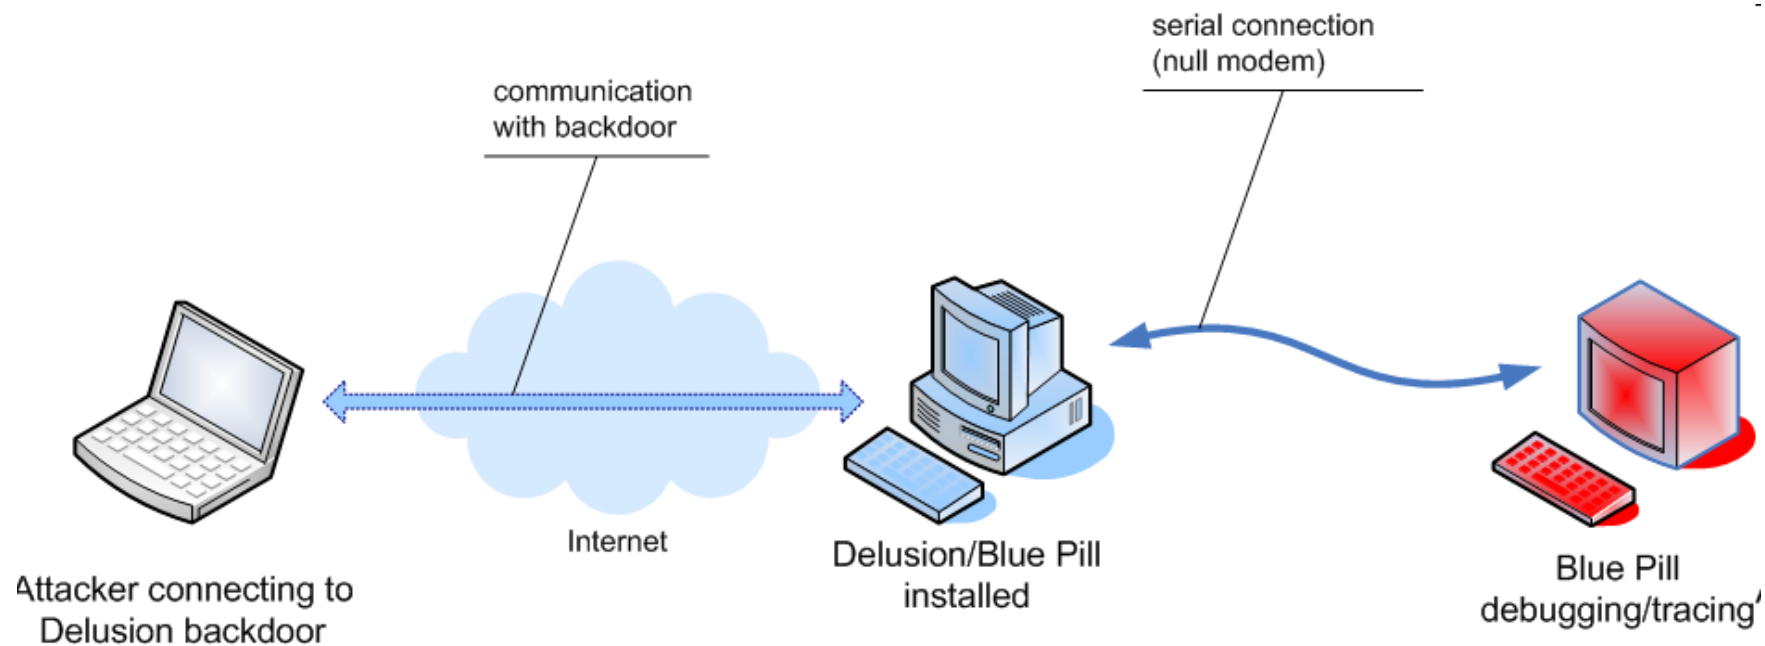 serial connection
(null modem)
communication
with backdoor
Internet
Attacker connecting to
Delusion backdoor
Delusion/Blue Pill
installed
Blue Pill
debugging/tracing